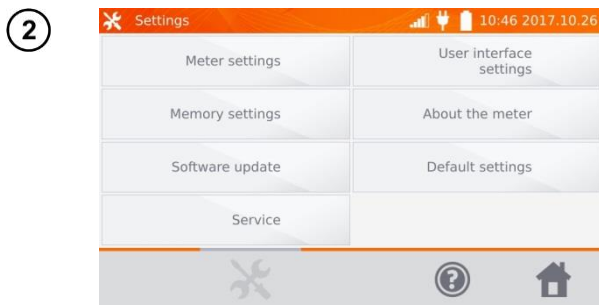 2
Settings
10:46 2017.10.26
Meter settings
User interface
settings
Memory settings
About the meter
Software update
Default settings
Service
?